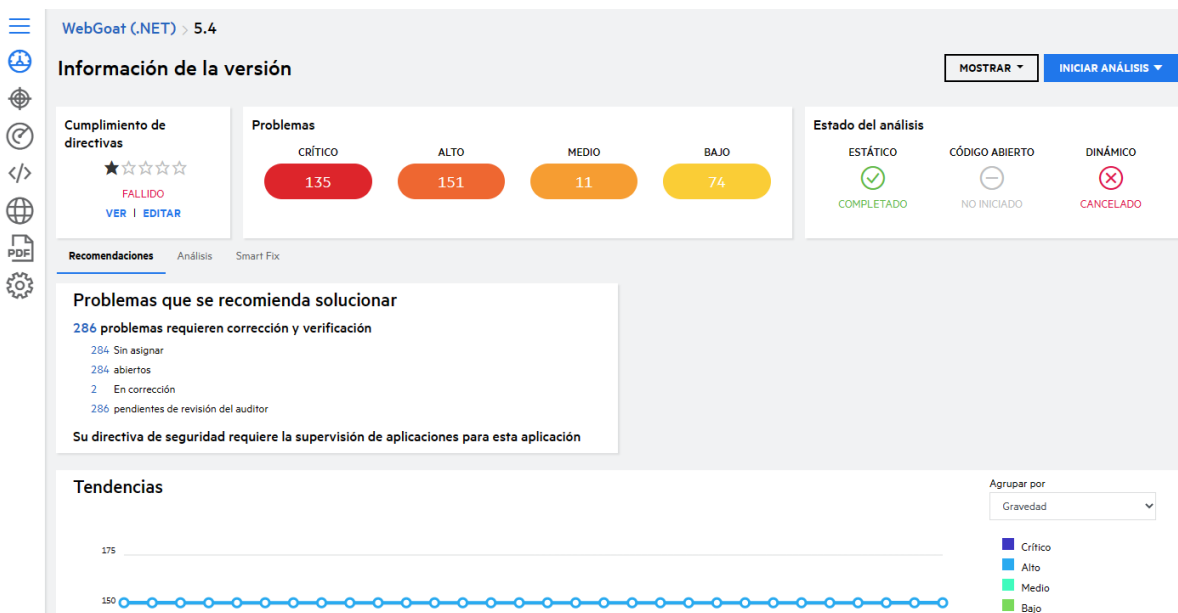 WebGoat (.NET) > 5.4
Información de la versión
MOSTRAR
INICIAR ANÁLISIS
Cumplimiento de
directivas
FALLIDO
VER | EDITAR
Problemas
CRÍTICO ALTO MEDIO BAJO
135 151 11 74
Estado del análisis
ESTÁTICO CÓDIGO ABIERTO DINÁMICO
COMPLETADO NO INICIADO CANCELADO
PDF
Recomendaciones Análisis Smart Fix
Problemas que se recomienda solucionar
286 problemas requieren corrección y verificación
284 Sin asignar
284 abiertos
2 En corrección
286 pendientes de revisión del auditor
Su directiva de seguridad requiere la supervisión de aplicaciones para esta aplicación
Tendencias
Agrupar por
Gravedad
175
150
Crítico
Alto
Medio
Bajo